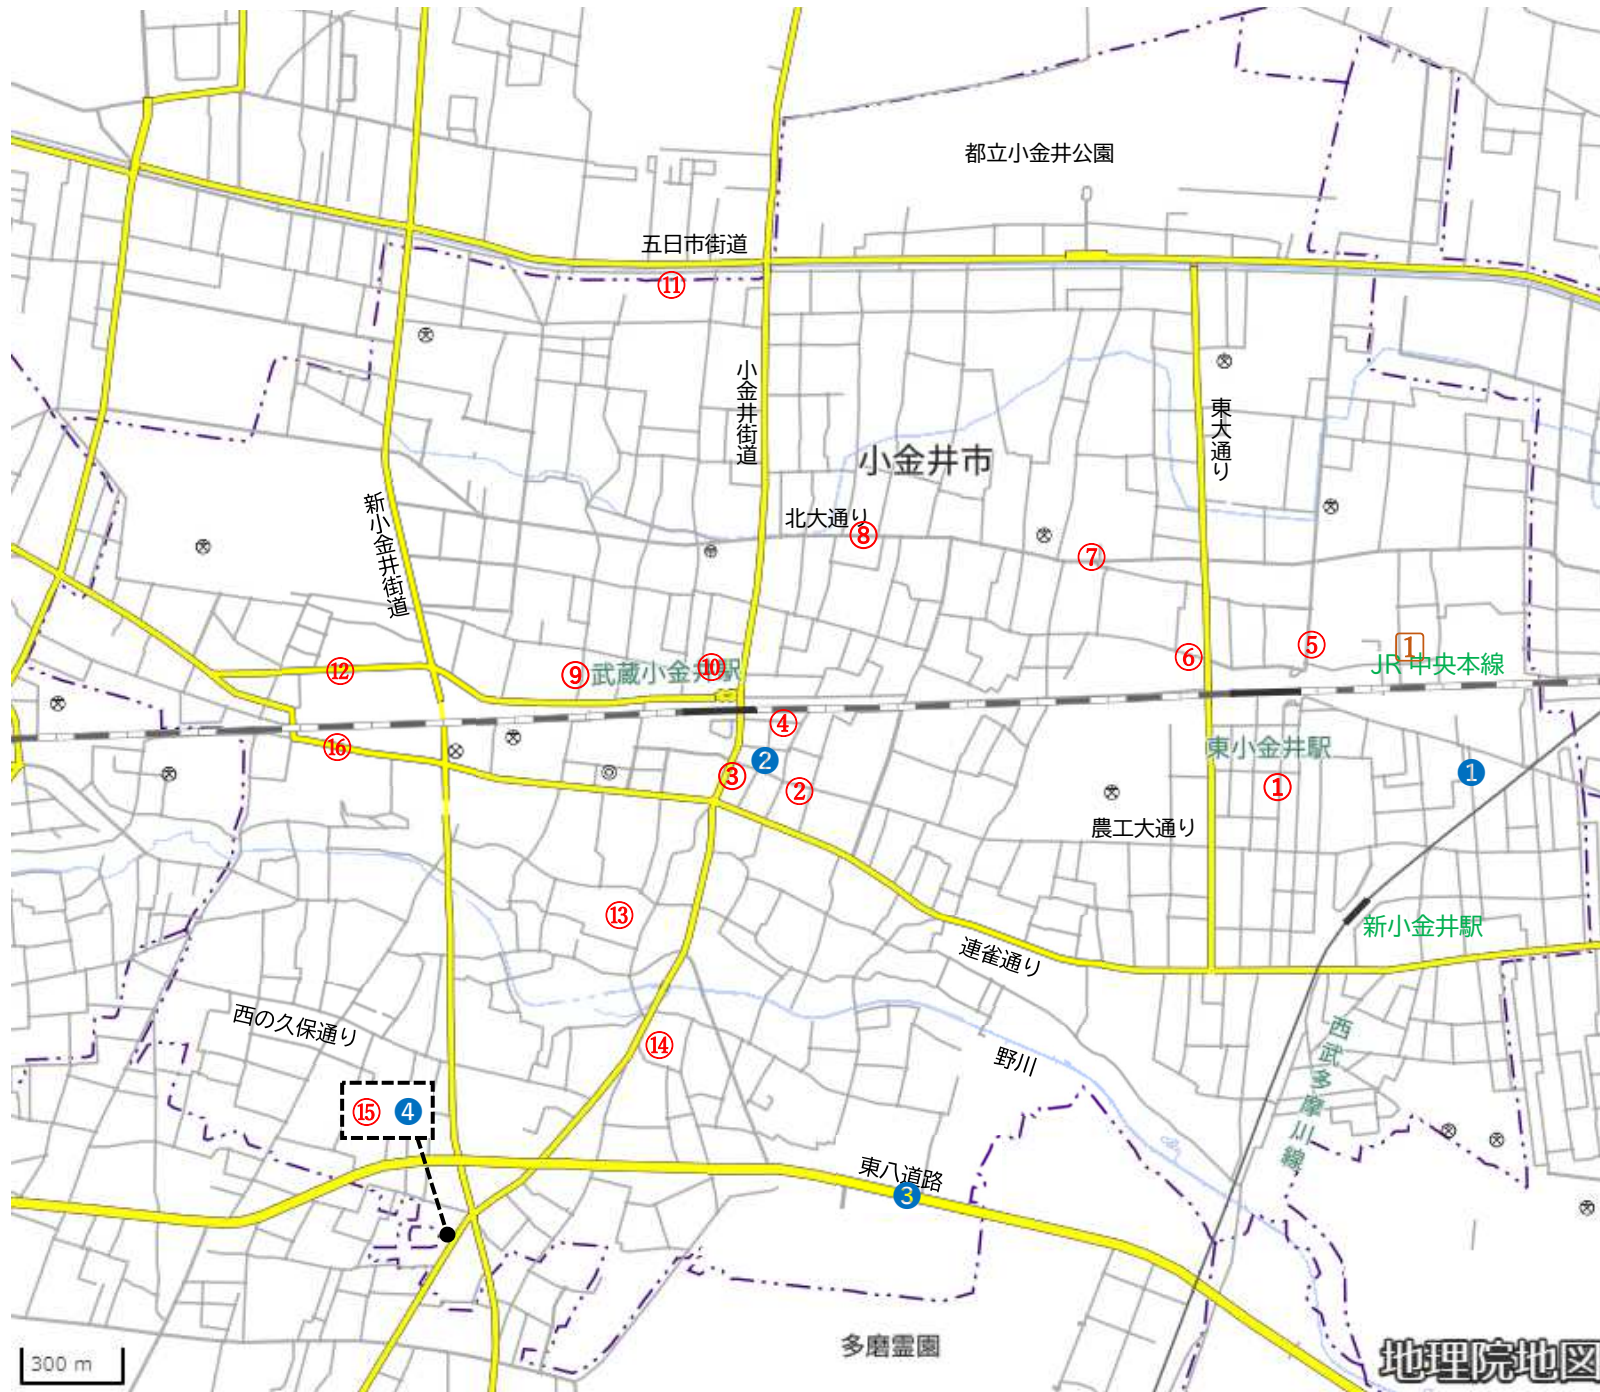 都立小金井公園
五日市街道
⑪
小金井街道
東大通り
小金井市
新小金井街道
北大通り
⑧
⑦
⑤
1
⑥
JR 中央本線
⑫
⑨
武蔵小金井駅
⑩
④
⑯
②
③
②
東小金井駅
①
①
農工大通り
⑬
新小金井駅
連雀通り
西の久保通り
⑭
野川
西武多摩川線
⑮
④
東八道路
③
多磨霊園
300 m
地理院地図